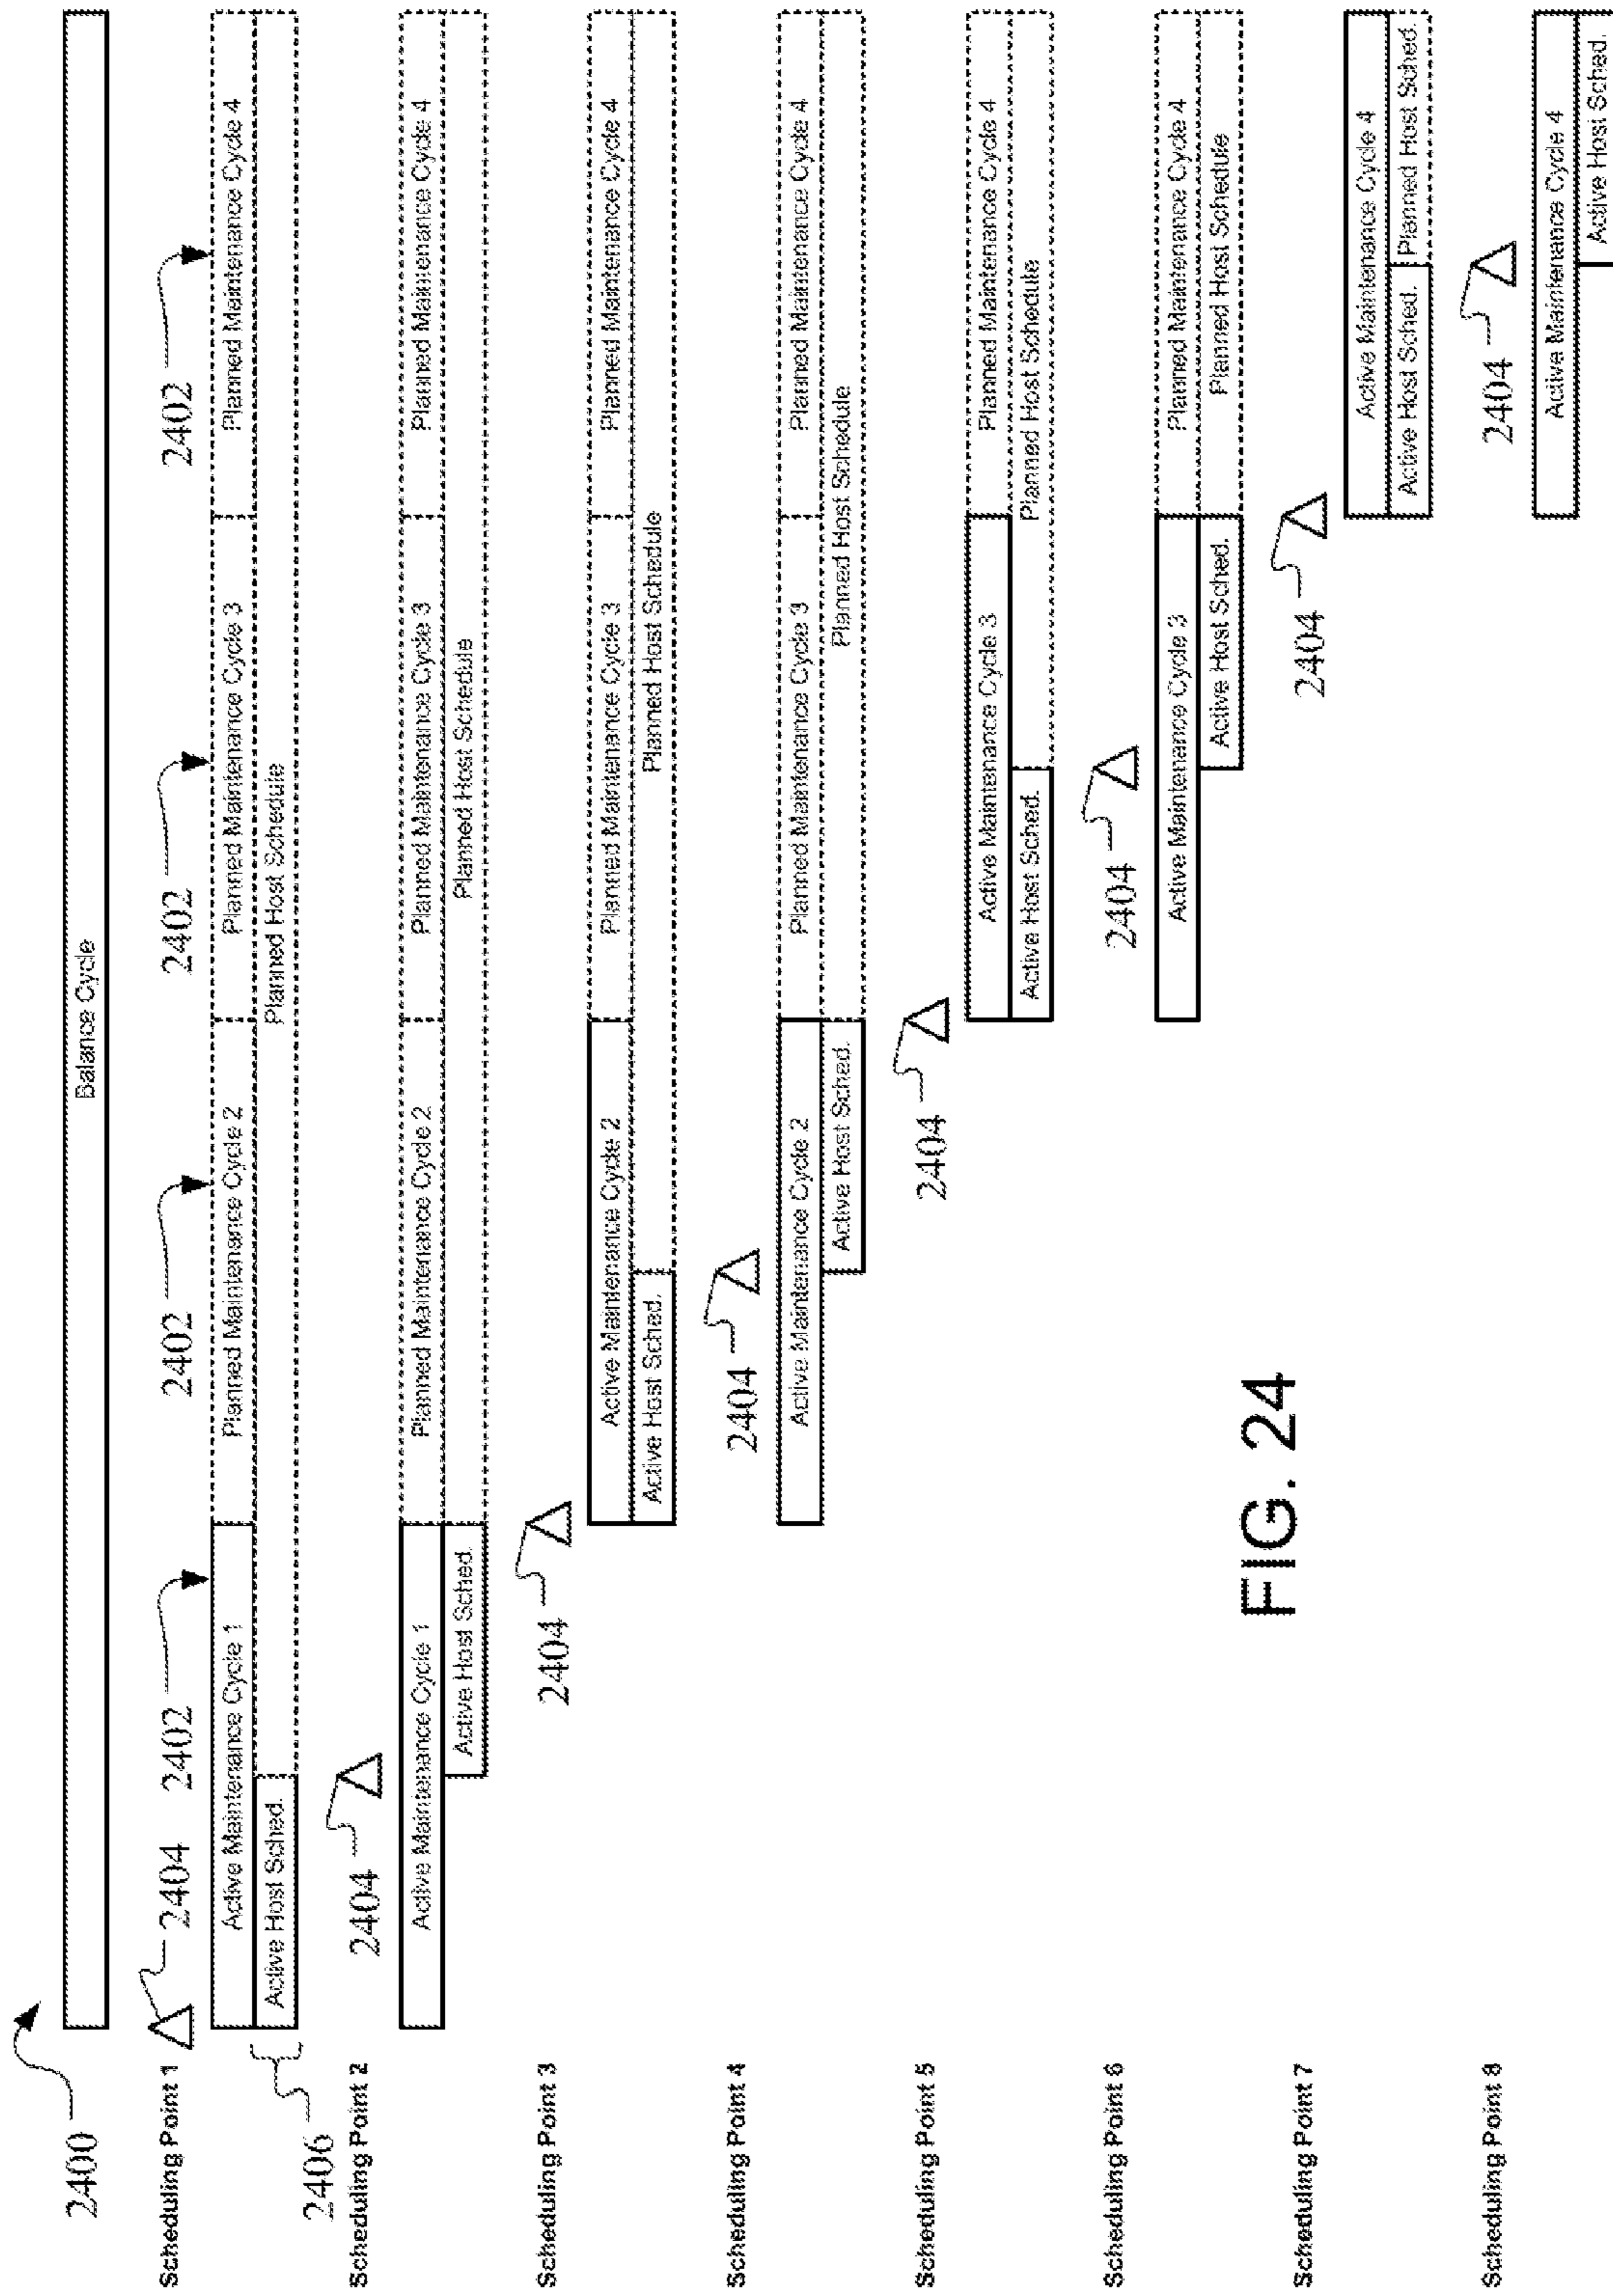 2400
Balance Cycle
Scheduling Point 1
2404
2402
2402
2402
2402
Active Maintenance Cycle 1
Planned Maintenance Cycle 2
Planned Maintenance Cycle 3
Planned Maintenance Cycle 4
Active Host Sched.
Planned Host Schedule
2406
Scheduling Point 2
2404
Active Maintenance Cycle 1
Planned Maintenance Cycle 2
Planned Maintenance Cycle 3
Planned Maintenance Cycle 4
Active Host Sched.
Planned Host Schedule
Scheduling Point 3
2404
Active Maintenance Cycle 2
Planned Maintenance Cycle 3
Planned Maintenance Cycle 4
Active Host Sched.
Planned Host Schedule
Scheduling Point 4
2404
Active Maintenance Cycle 2
Planned Maintenance Cycle 3
Planned Maintenance Cycle 4
Active Host Sched.
Planned Host Schedule
Scheduling Point 5
2404
Active Maintenance Cycle 3
Planned Maintenance Cycle 4
Active Host Sched.
Planned Host Schedule
Scheduling Point 6
2404
Active Maintenance Cycle 3
Planned Maintenance Cycle 4
Active Host Sched.
Planned Host Schedule
Scheduling Point 7
2404
Active Maintenance Cycle 4
Active Host Sched.
Planned Host Sched.
Scheduling Point 8
2404
Active Maintenance Cycle 4
Active Host Sched.
FIG. 24